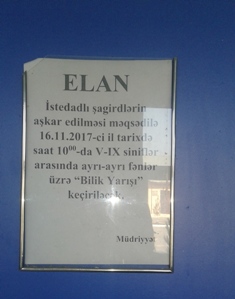 ELAN
İstedadlı şagirdlərin
aşkar edilməsi məqsədilə
16.11.2017-ci il tarixdə
saat 10⁰⁰-da V-IX siniflər
arasında ayrı-ayrı fənlər
üzrə “Bilik Yarışı”
keçiriləcək.
Müdriyyət